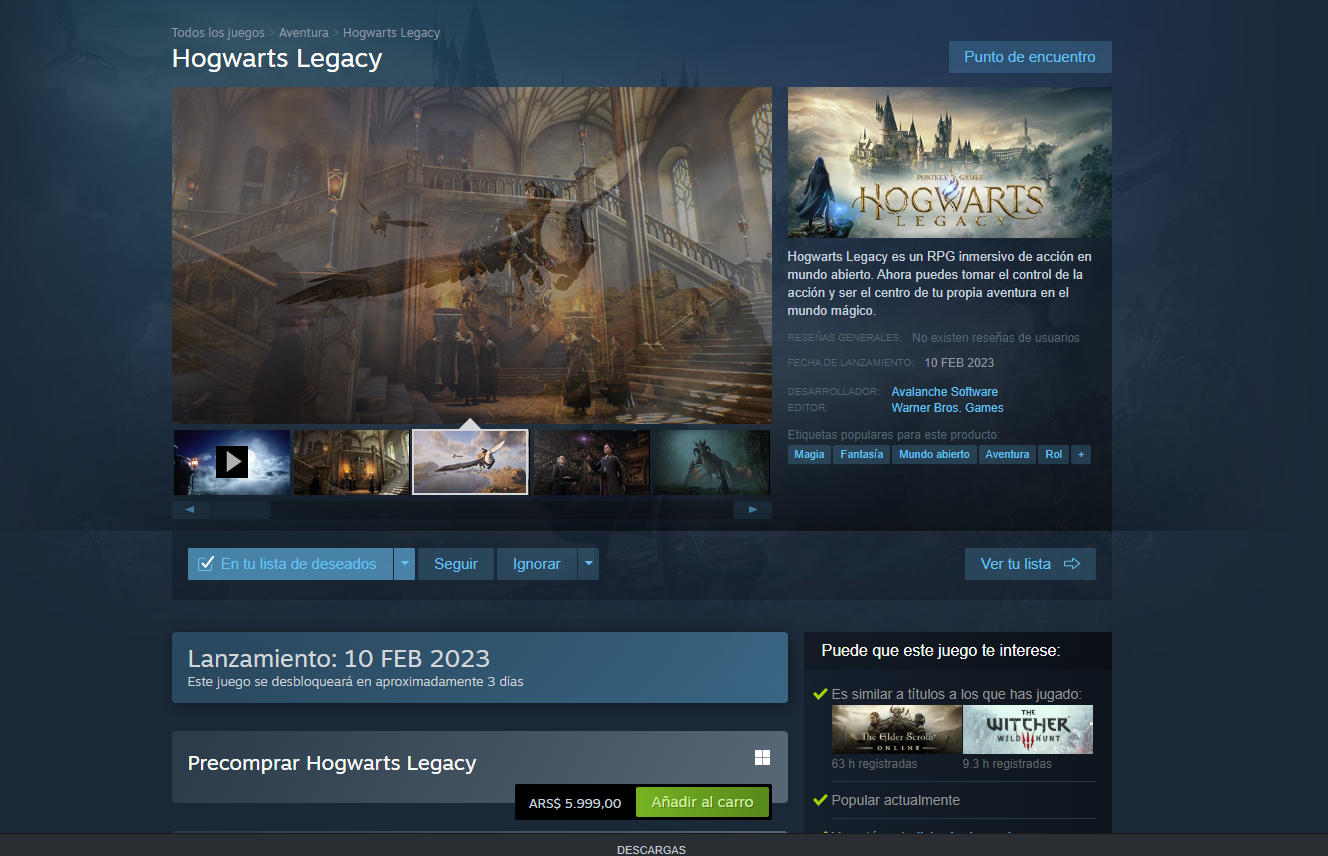 Todos los juegos > Aventura > Hogwarts Legacy
Hogwarts Legacy
Punto de encuentro
PORTKEY GAMES
HOGWARTS
LEGACY
Hogwarts Legacy es un RPG inmersivo de acción en
mundo abierto. Ahora puedes tomar el control de la
acción y ser el centro de tu propia aventura en el
mundo mágico.
RESEÑAS GENERALES: No existen reseñas de usuarios
FECHA DE LANZAMIENTO: 10 FEB 2023
DESARROLLADOR: Avalanche Software
EDITOR: Warner Bros. Games
Etiquetas populares para este producto:
Magia Fantasía Mundo abierto Aventura Rol +
En tu lista de deseados Seguir Ignorar Ver tu lista
Lanzamiento: 10 FEB 2023
Este juego se desbloqueará en aproximadamente 3 días
Precomprar Hogwarts Legacy
ARS$ 5.999,00 Añadir al carro
Puede que este juego te interese:
Es similar a títulos a los que has jugado:
The Elder Scrolls
ONLINE
THE
WITCHER
WILD HUNT
63 h registradas 9.3 h registradas
Popular actualmente
DESCARGAS